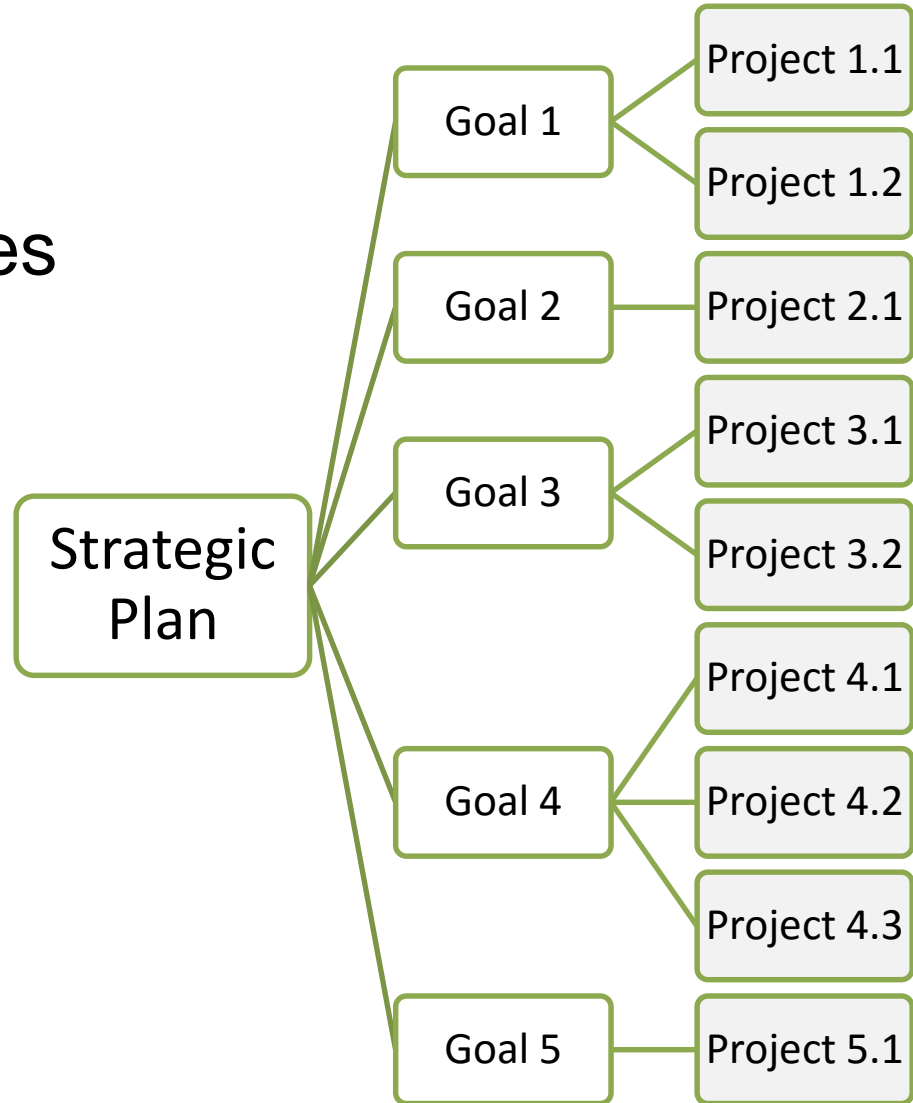 es
Strategic
Plan
Goal 1
Project 1.1
Project 1.2
Goal 2
Project 2.1
Goal 3
Project 3.1
Project 3.2
Goal 4
Project 4.1
Project 4.2
Project 4.3
Goal 5
Project 5.1